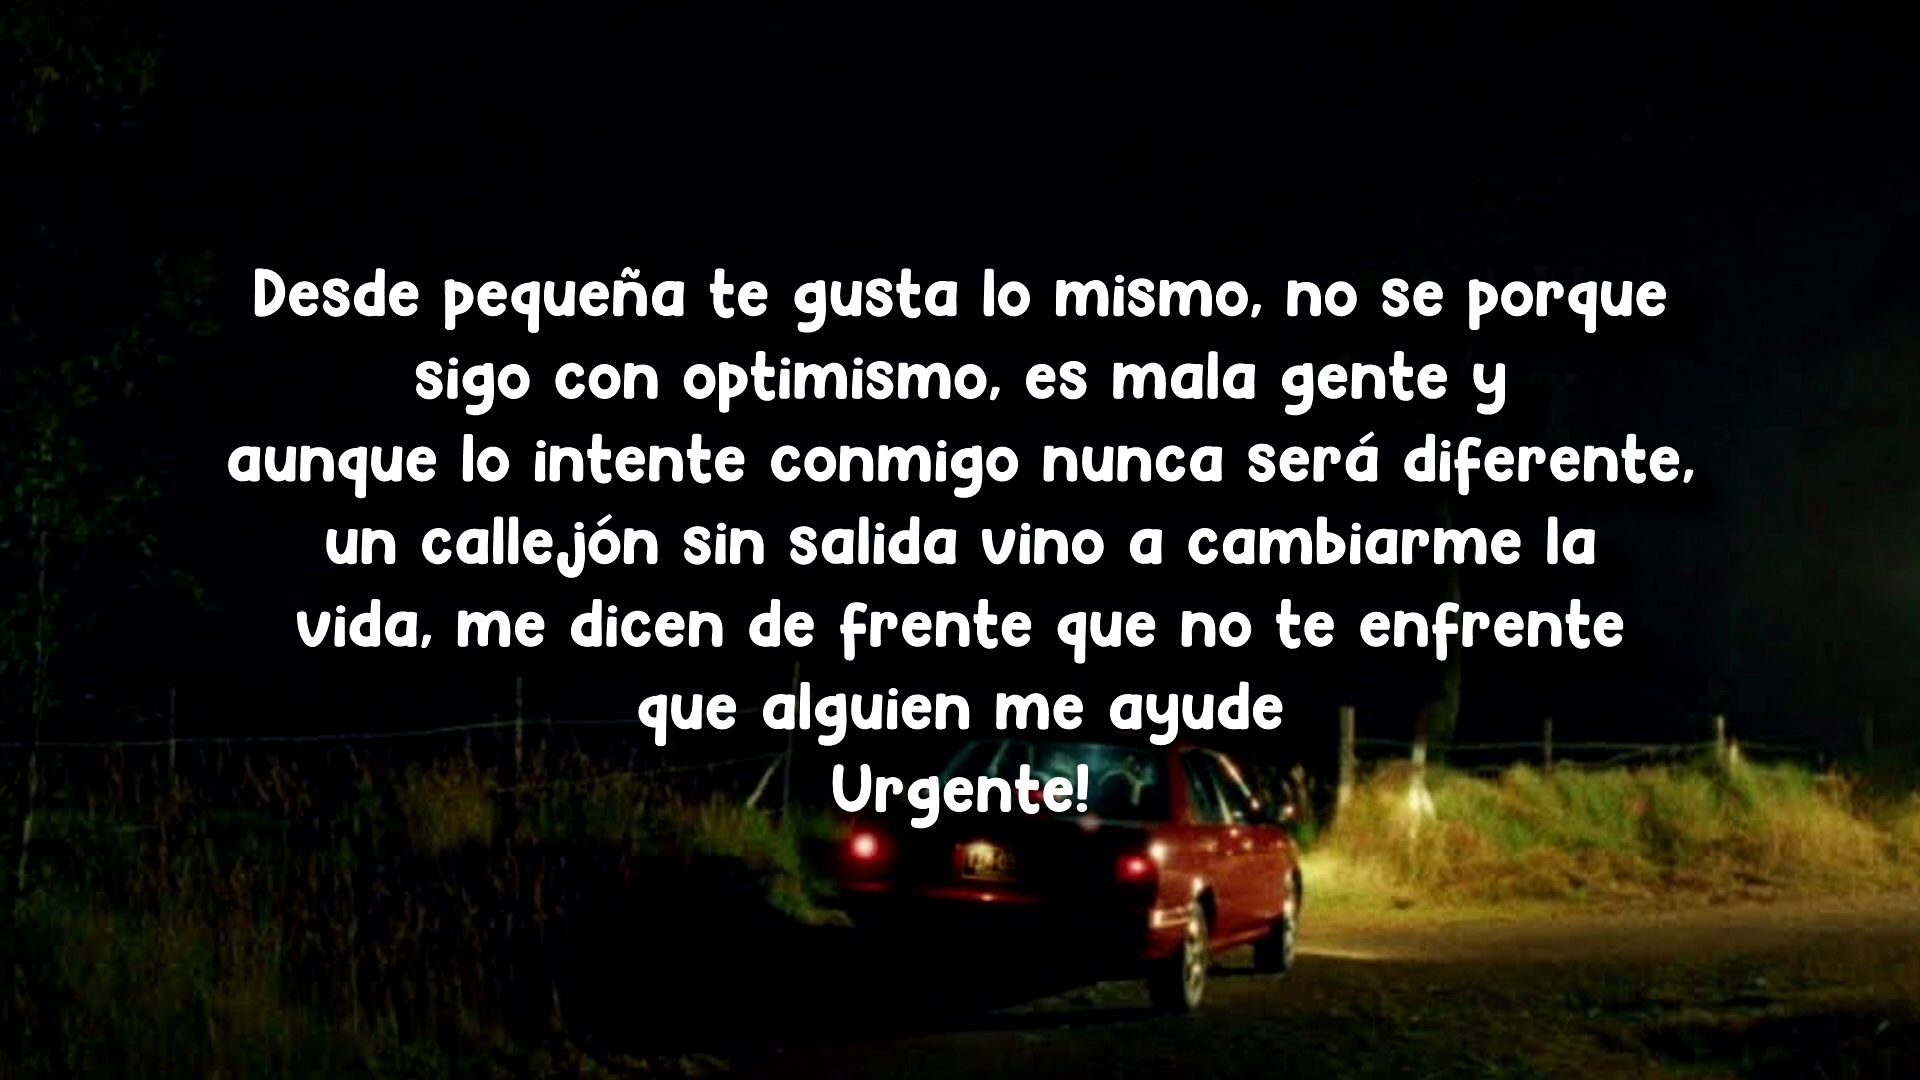 Desde pequeña te gusta lo mismo, no se porque
sigo con optimismo, es mala gente y
aunque lo intente conmigo nunca será diferente,
un callejón sin salida vino a cambiarme la
vida, me dicen de frente que no te enfrente
que alguien me ayude
Urgente!